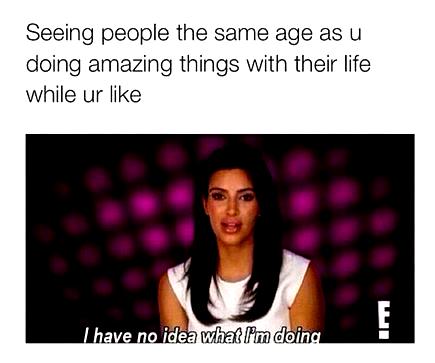 Seeing people the same age as u
doing amazing things with their life
while ur like
I have no idea what I'm doing
E!